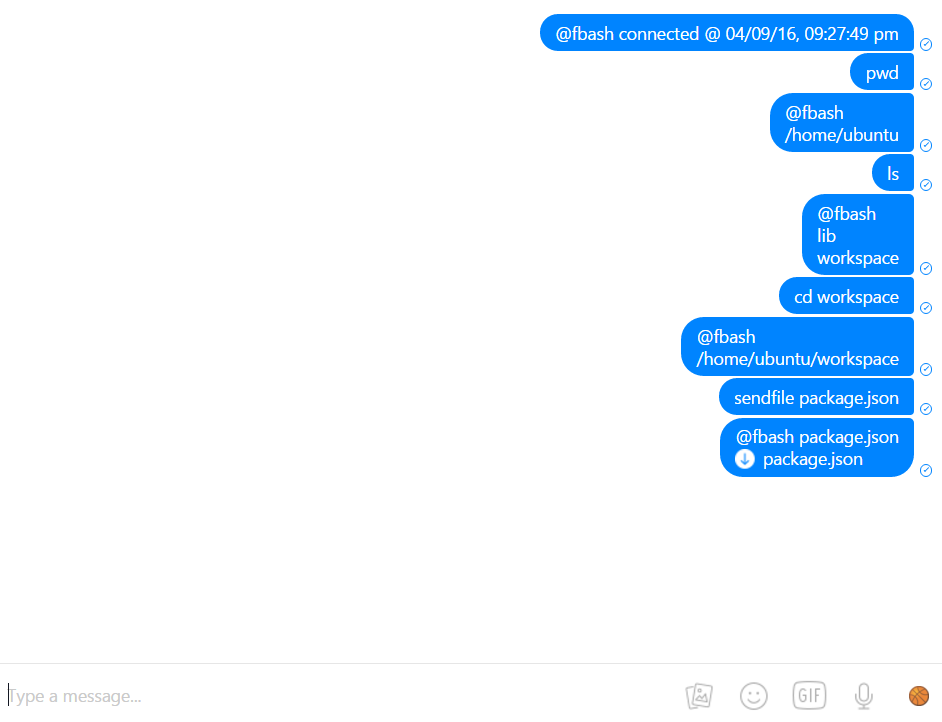 @fbash connected @ 04/09/16, 09:27:49 pm
pwd
@fbash
/home/ubuntu
ls
@fbash
lib
workspace
cd workspace
@fbash
/home/ubuntu/workspace
sendfile package.json
@fbash package.json
package.json
Type a message...
GIF